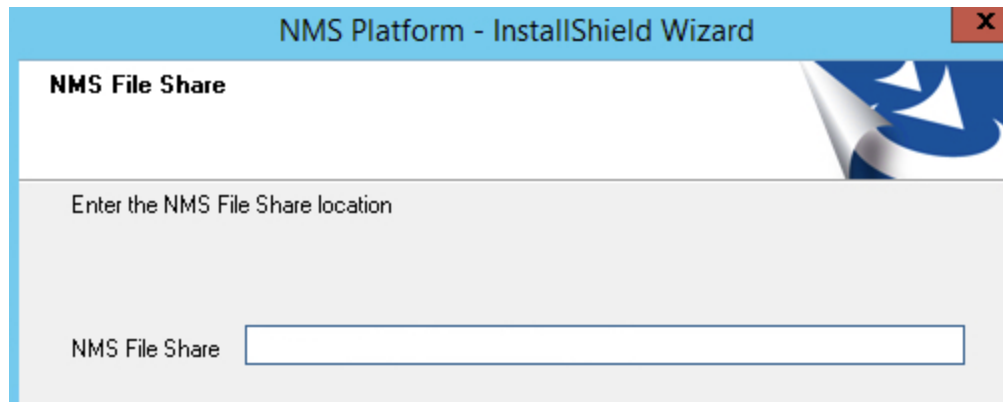 NMS Platform - InstallShield Wizard
x
NMS File Share
Enter the NMS File Share location
NMS File Share